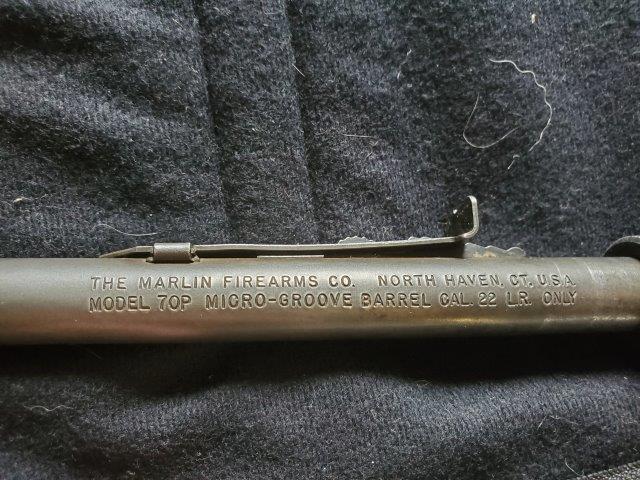 THE MARLIN FIREARMS CO. NORTH HAVEN, CT. U.S.A.
MODEL 70P MICRO-GROOVE BARREL CAL. 22 L.R. ONLY